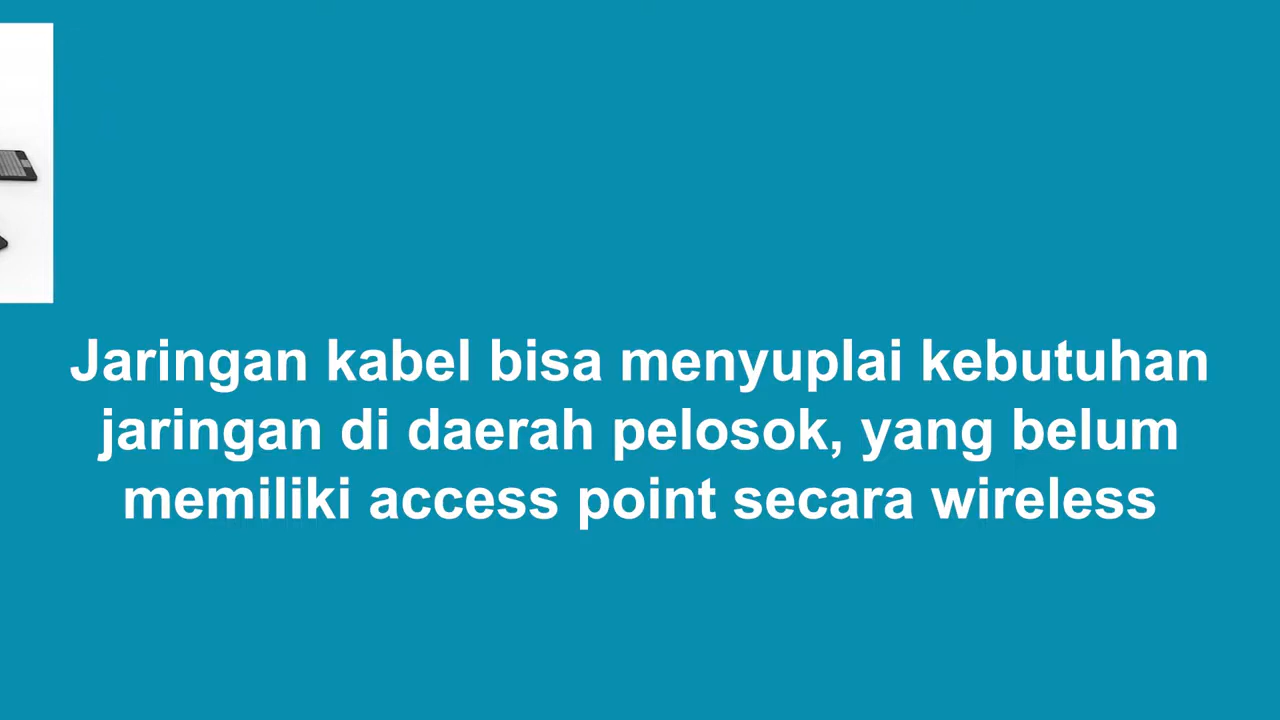 Jaringan kabel bisa menyuplai kebutuhan
jaringan di daerah pelosok, yang belum
memiliki access point secara wireless